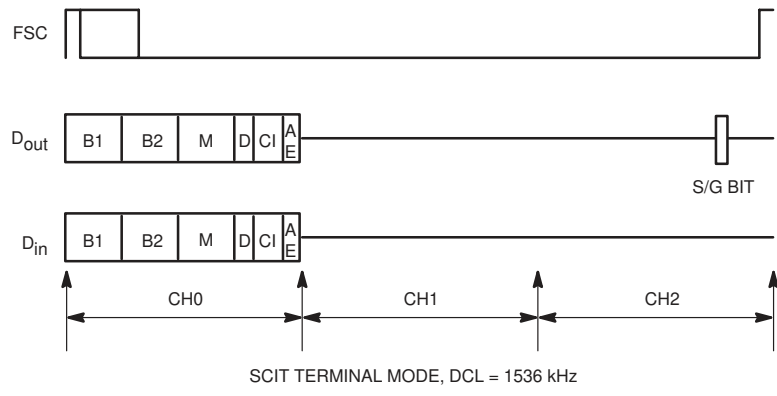 FSC
Dout B1 B2 M D CI A E
S/G BIT
Din B1 B2 M D CI A E
CH0 CH1 CH2
SCIT TERMINAL MODE, DCL = 1536 kHz